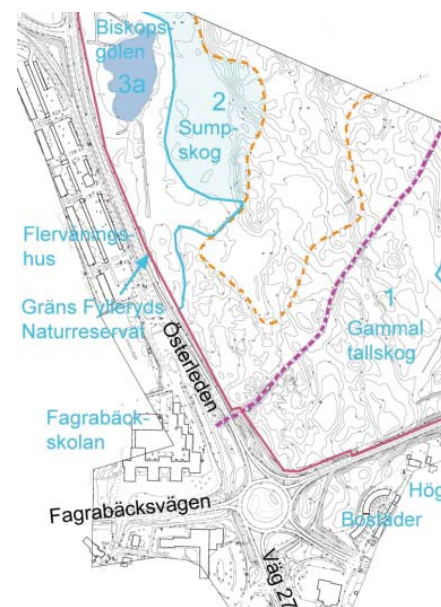 Biskops-
gölen
3a
2
Sump-
skog
Flervånings-
hus
Gräns Fylleryds
Naturreservat
1
Gammal
tallskog
Österleden
Fagrabäck-
skolan
Fagrabäcksvägen
Hög
Bostäder
Väg 27